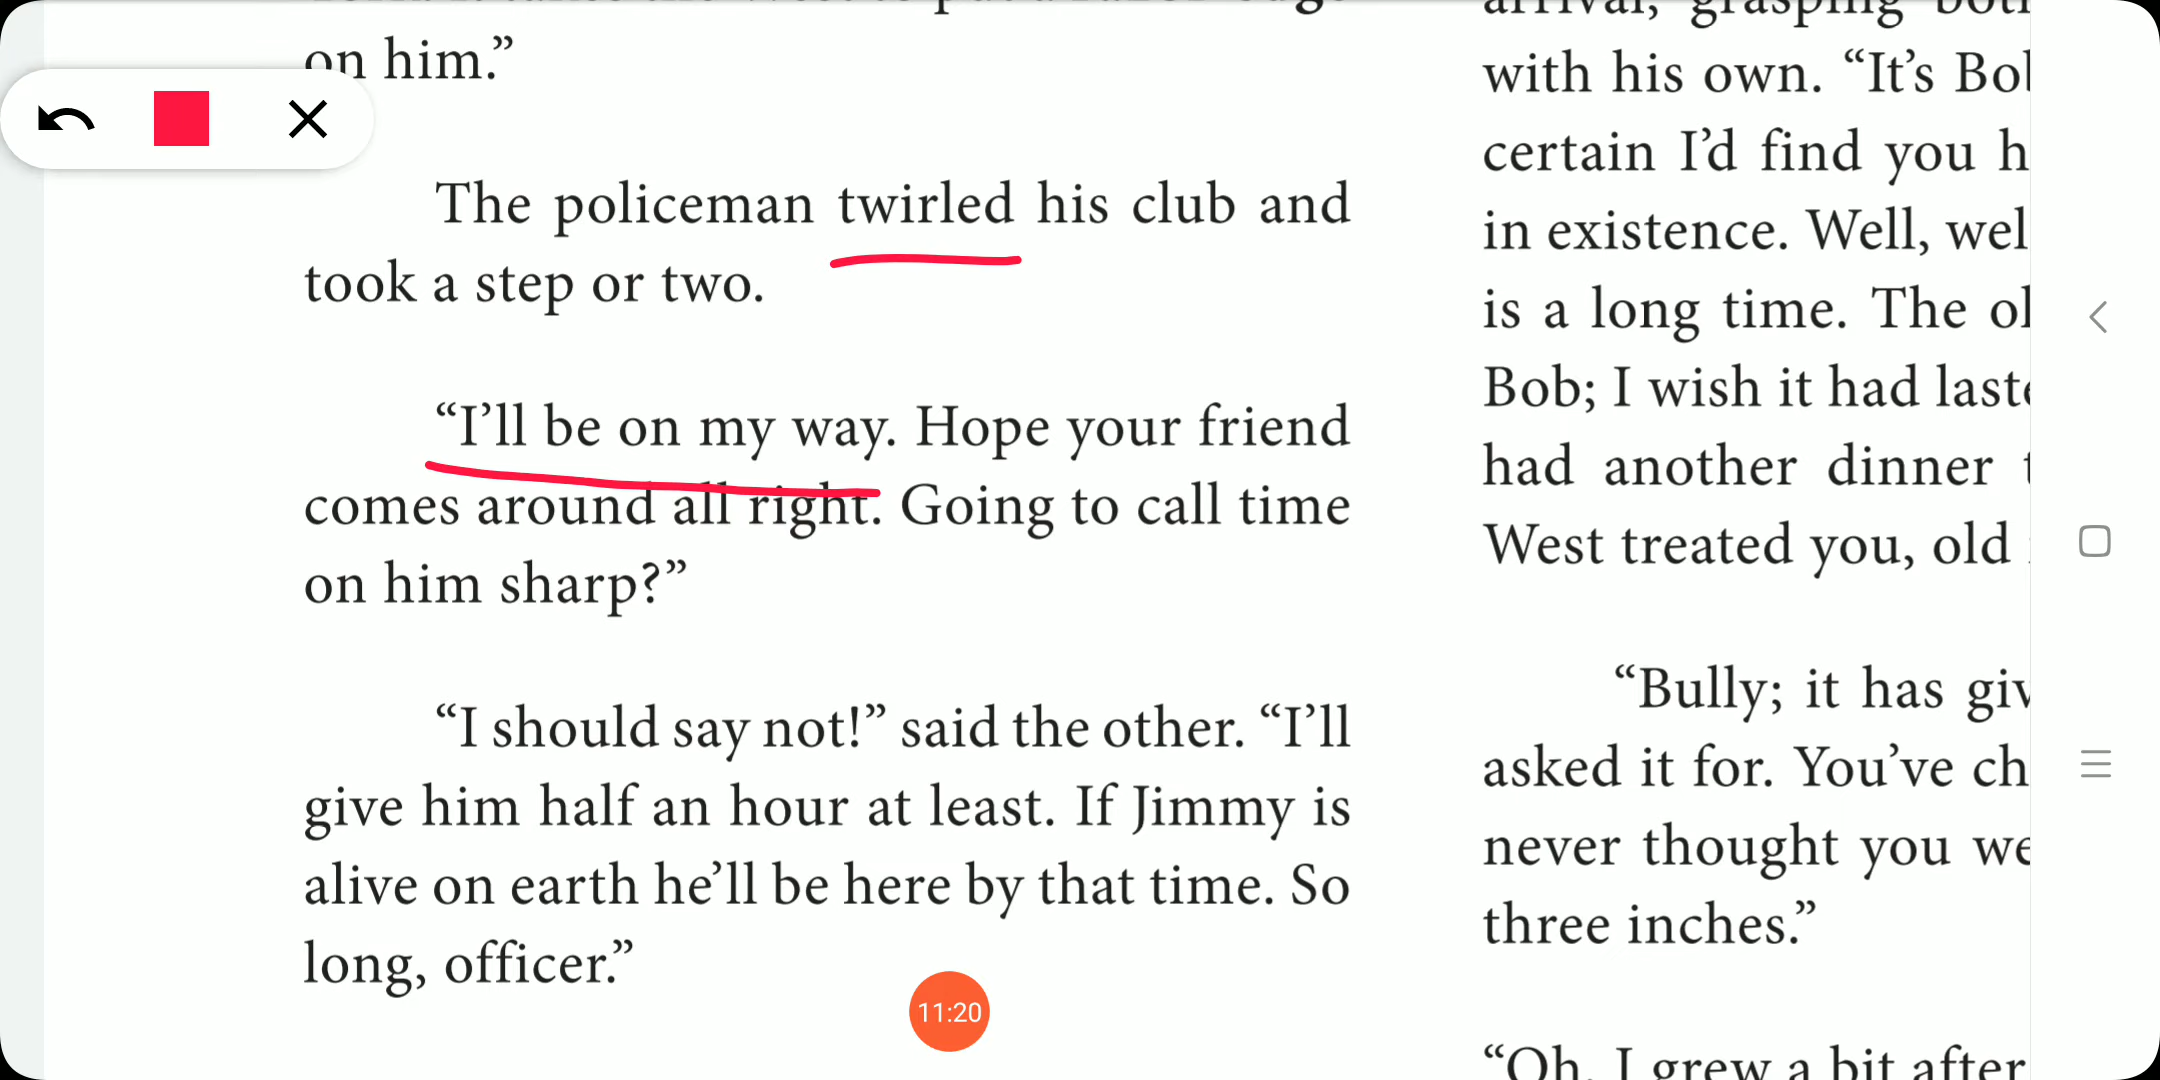 on him.”
The policeman twirled his club and
took a step or two.
“I’ll be on my way. Hope your friend
comes around all right. Going to call time
on him sharp?”
“I should say not!” said the other. “I’ll
give him half an hour at least. If Jimmy is
alive on earth he’ll be here by that time. So
long, officer.”
11:20
arrival, grasping
with his own. “It’s
certain I’d find you
in existence. Well,
is a long time. The
Bob; I wish it had
had another dinner
West treated you, old
“Bully; it has
asked it for. You’ve
never thought you
three inches.”
“Oh, I grew a bit after